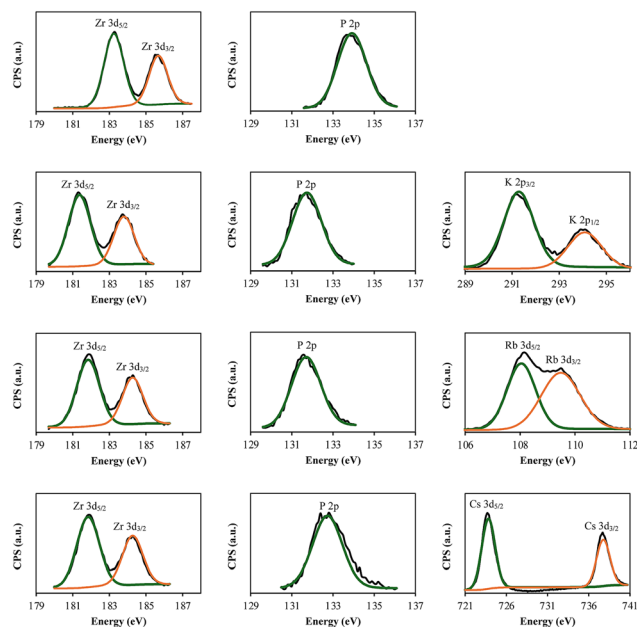 CPS (a.u.)
Zr 3d5/2
Zr 3d3/2
179 181 183 185 187
Energy (eV)
CPS (a.u.)
P 2p
129 131 133 135 137
Energy (eV)
CPS (a.u.)
Zr 3d5/2
Zr 3d3/2
179 181 183 185 187
Energy (eV)
CPS (a.u.)
P 2p
129 131 133 135 137
Energy (eV)
CPS (a.u.)
K 2p3/2
K 2p1/2
289 291 293 295
Energy (eV)
CPS (a.u.)
Zr 3d5/2
Zr 3d3/2
179 181 183 185 187
Energy (eV)
CPS (a.u.)
P 2p
129 131 133 135 137
Energy (eV)
CPS (a.u.)
Rb 3d5/2
Rb 3d3/2
106 108 110 112
Energy (eV)
CPS (a.u.)
Zr 3d5/2
Zr 3d3/2
179 181 183 185 187
Energy (eV)
CPS (a.u.)
P 2p
129 131 133 135 137
Energy (eV)
CPS (a.u.)
Cs 3d5/2
Cs 3d3/2
721 726 731 736 741
Energy (eV)